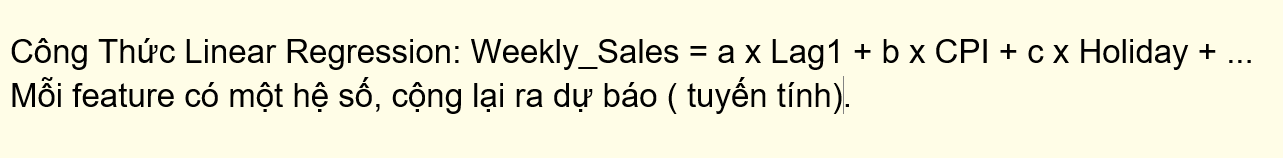 Công Thức Linear Regression: Weekly_Sales = a x Lag1 + b x CPI + c x Holiday + ...
Mỗi feature có một hệ số, cộng lại ra dự báo ( tuyến tính).